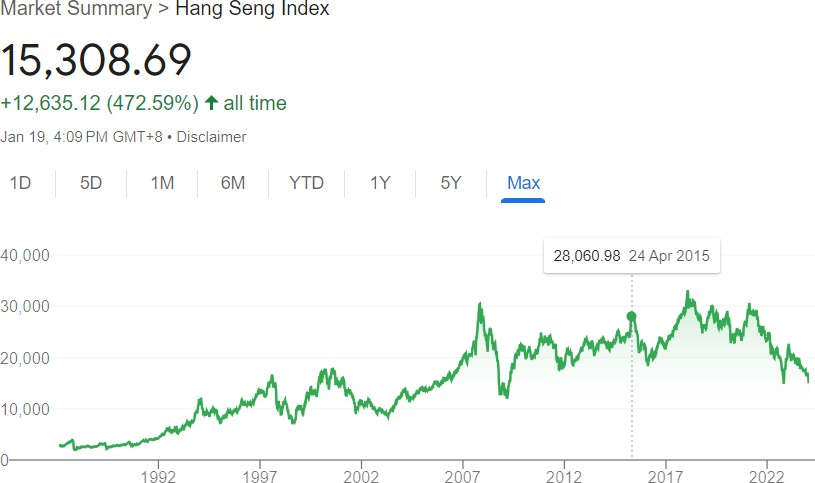 Market Summary > Hang Seng Index
15,308.69
+12,635.12 (472.59%) ↑ all time
Jan 19, 4:09 PM GMT+8 • Disclaimer
1D 5D 1M 6M YTD 1Y 5Y Max
28,060.98 24 Apr 2015
40,000
30,000
20,000
10,000
0
1992 1997 2002 2007 2012 2017 2022